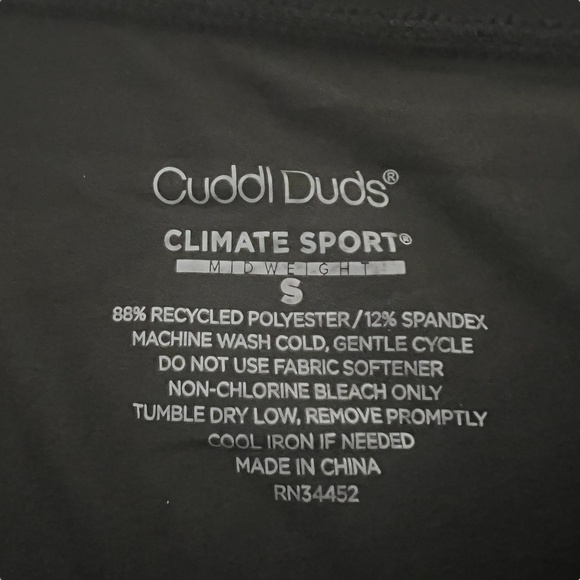 Cuddl Duds®
CLIMATE SPORT®
MIDWEIGHT
S
88% RECYCLED POLYESTER/12% SPANDEX
MACHINE WASH COLD, GENTLE CYCLE
DO NOT USE FABRIC SOFTENER
NON-CHLORINE BLEACH ONLY
TUMBLE DRY LOW, REMOVE PROMPTLY
COOL IRON IF NEEDED
MADE IN CHINA
RN34452